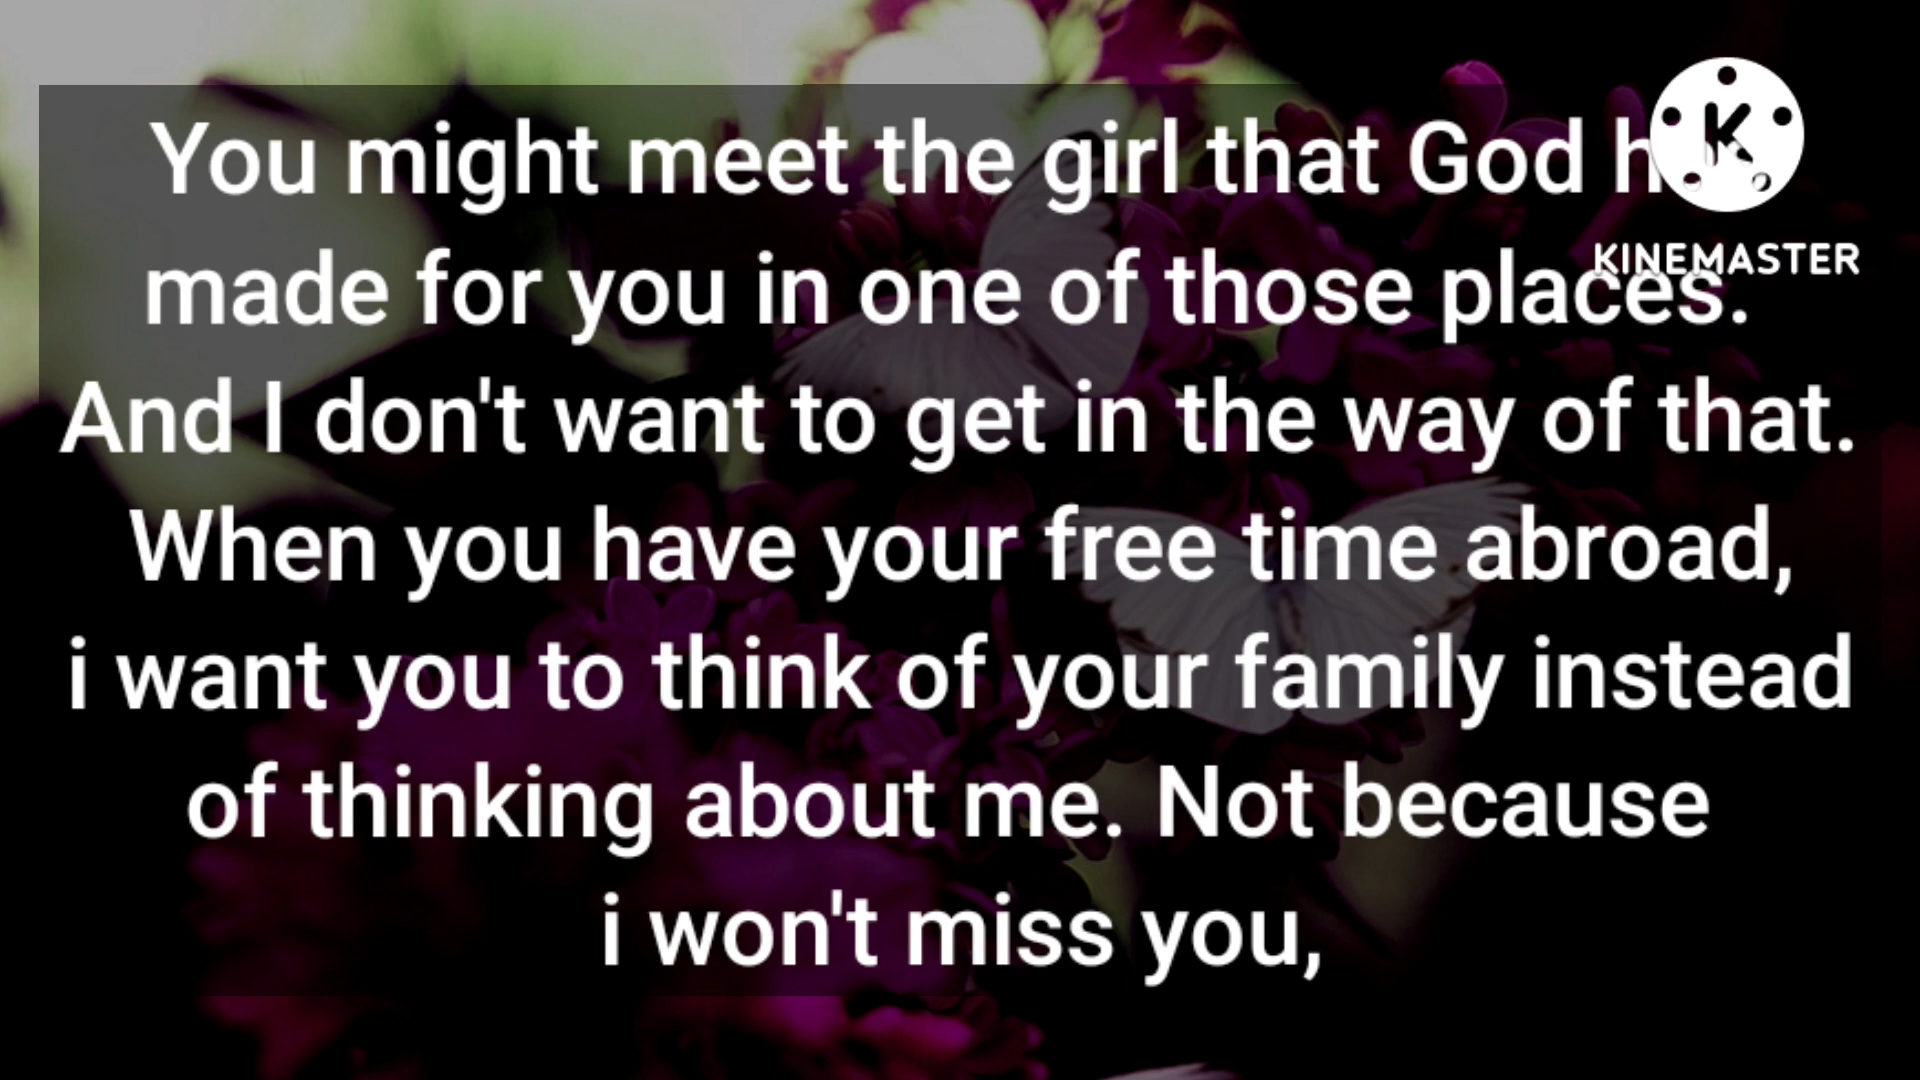 You might meet the girl that God
made for you in one of those places.
And I don't want to get in the way of that.
When you have your free time abroad,
i want you to think of your family instead
of thinking about me. Not because
i won't miss you,
K
KINEMASTER